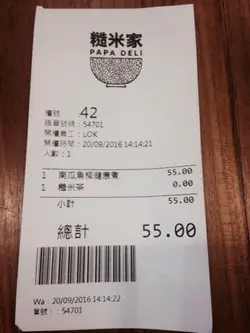 糙米家
PAPA DELI
檯號 : 42
賬單號碼 : 54701
開檯員工 : LOK
開檯時間 : 20/09/2016 14:14:21
人數 : 1
1 南瓜魚柳健康煮 55.00
1 糙米茶 0.00
小計 55.00
總計 55.00
Wa : 20/09/2016 14:14:22
單號 : : 54701